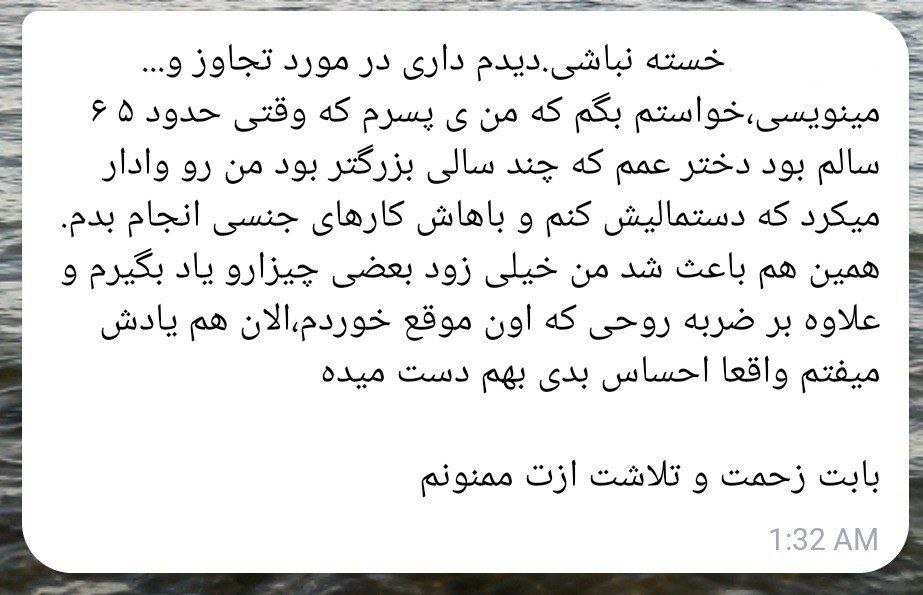 خسته نباشی.دیدم داری در مورد تجاوز و...
مینویسی،خواستم بگم که من ی پسرم که وقتی حدود ۵ ۶
سالم بود دختر عمم که چند سالی بزرگتر بود من رو وادار
میکرد که دستمالیش کنم و باهاش کارهای جنسی انجام بدم.
همین هم باعث شد من خیلی زود بعضی چیزارو یاد بگیرم و
علاوه بر ضربه روحی که اون موقع خوردم،الان هم یادش
میفتم واقعا احساس بدی بهم دست میده
بابت زحمت و تلاشت ازت ممنونم
1:32 AM